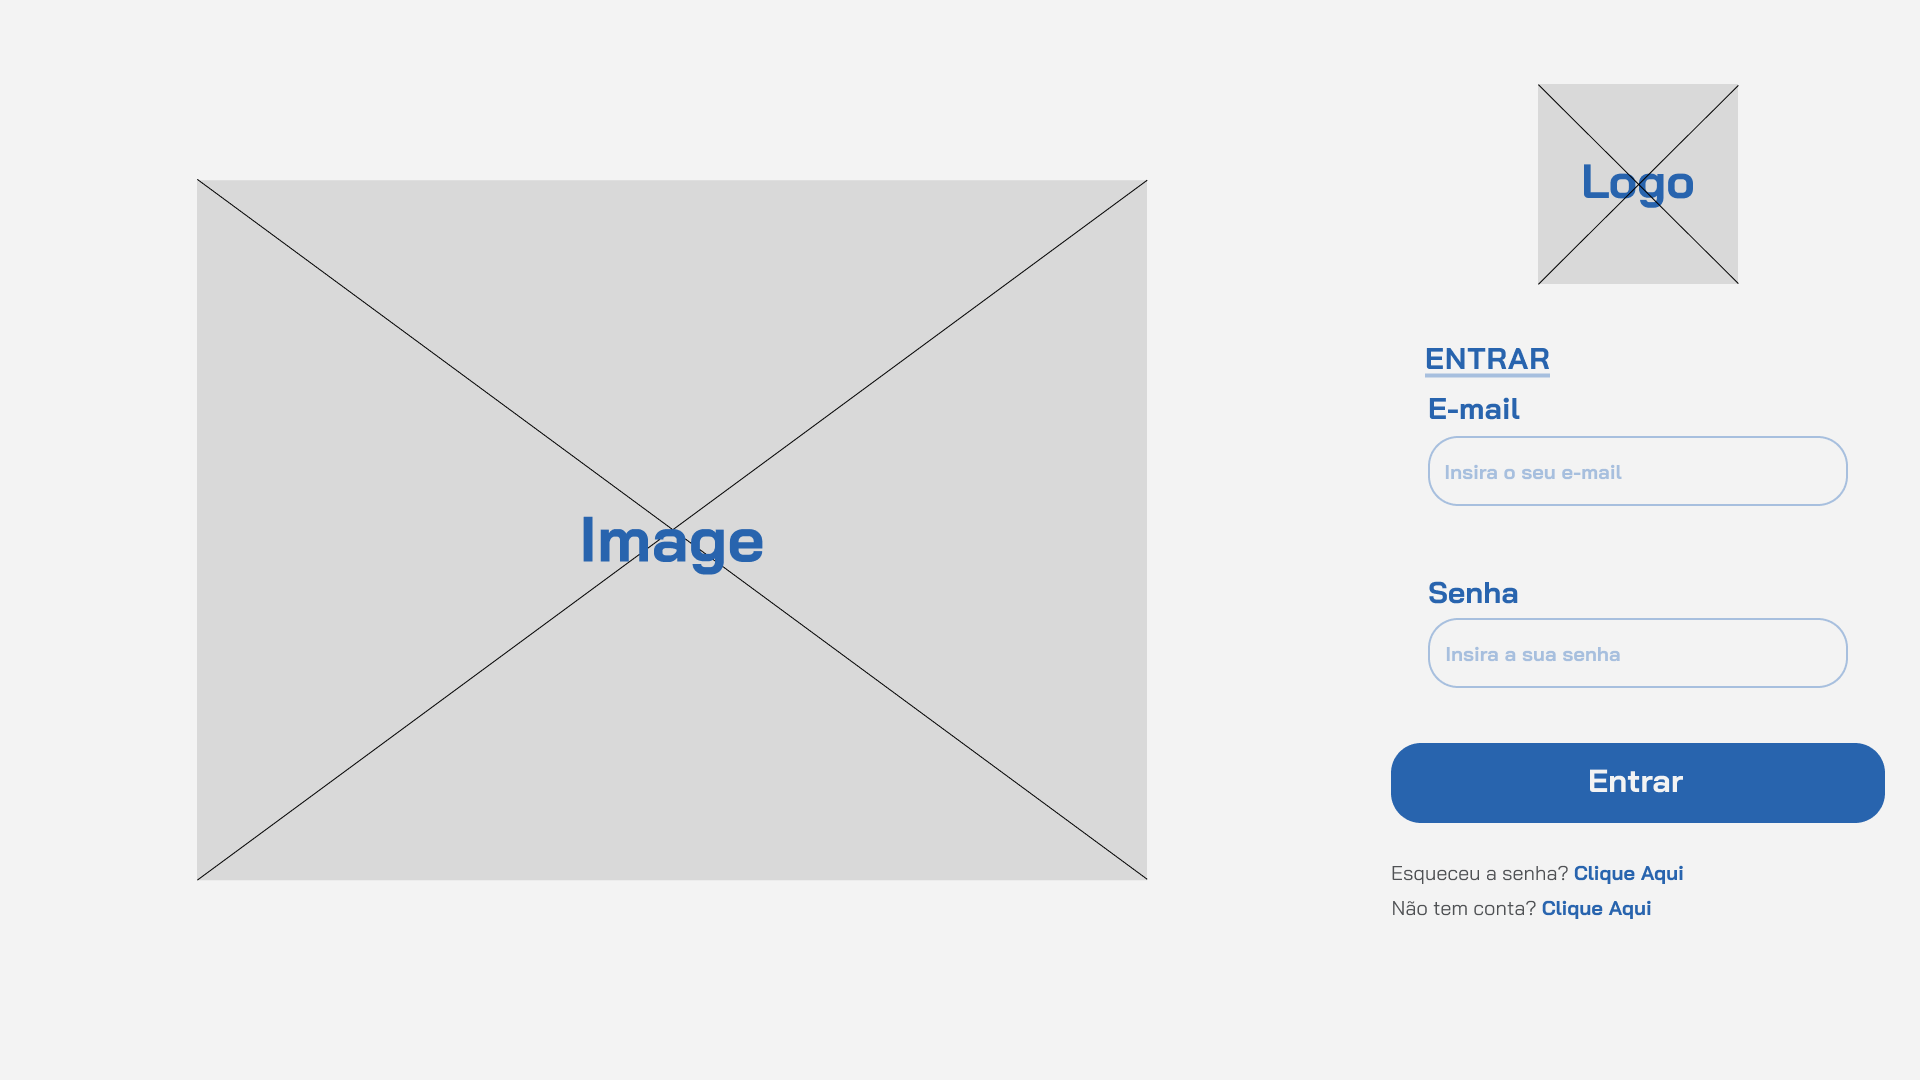 Image
Logo
ENTRAR
E-mail
Insira o seu e-mail
Senha
Insira a sua senha
Entrar
Esqueceu a senha? Clique Aqui
Não tem conta? Clique Aqui